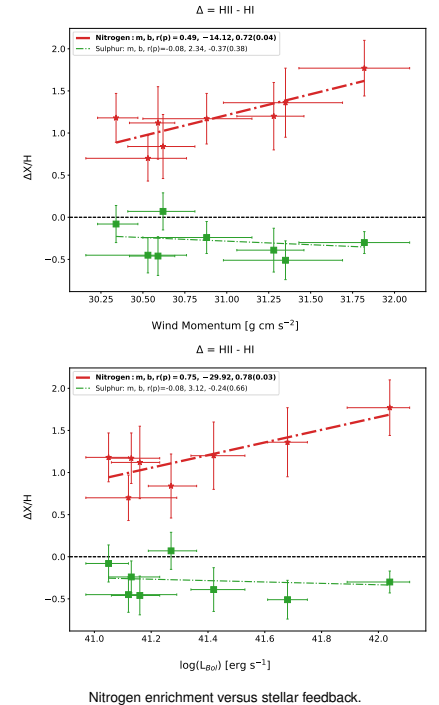 Δ = HII - HI
Nitrogen: m, b, r(p) = 0.49, −14.12, 0.72(0.04)
Sulphur: m, b, r(p)=-0.08, 2.34, -0.37(0.38)
2.0
1.5
1.0
0.5
0.0
−0.5
ΔX/H
30.25 30.50 30.75 31.00 31.25 31.50 31.75 32.00
Wind Momentum [g cm s⁻²]
Δ = HII - HI
Nitrogen: m, b, r(p) = 0.75, −29.92, 0.78(0.03)
Sulphur: m, b, r(p)=-0.08, 3.12, -0.24(0.66)
2.0
1.5
1.0
0.5
0.0
−0.5
ΔX/H
41.0 41.2 41.4 41.6 41.8 42.0
log(L_Bol) [erg s⁻¹]
Nitrogen enrichment versus stellar feedback.